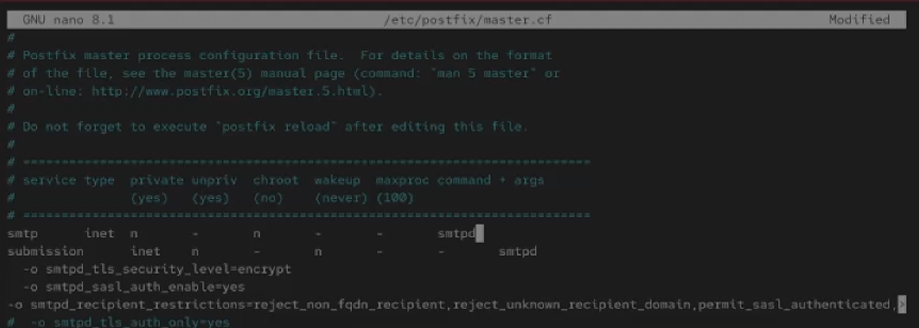 GNU nano 8.1 /etc/postfix/master.cf Modified
#
# Postfix master process configuration file. For details on the format
# of the file, see the master(5) manual page (command: "man 5 master" or
# on-line: http://www.postfix.org/master.5.html).
#
# Do not forget to execute "postfix reload" after editing this file.
#
# ==========================================================================
# service type private unpriv chroot wakeup maxproc command + args
# (yes) (yes) (no) (never) (100)
# ==========================================================================
smtp inet n - n - - smtpd
submission inet n - n - - smtpd
-o smtpd_tls_security_level=encrypt
-o smtpd_sasl_auth_enable=yes
-o smtpd_recipient_restrictions=reject_non_fqdn_recipient,reject_unknown_recipient_domain,permit_sasl_authenticated,>
# -o smtpd_tls_auth_only=yes